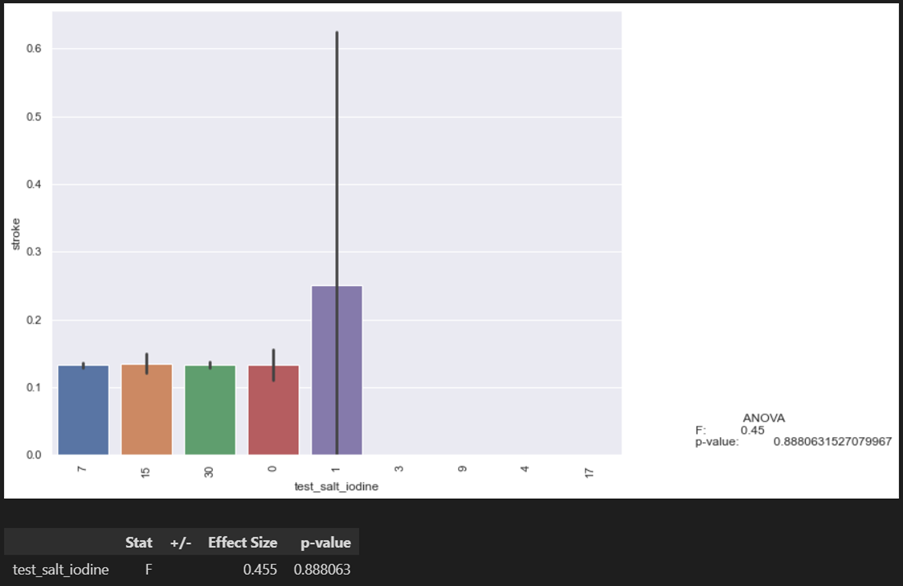 0.6
0.5
0.4
0.3
0.2
0.1
0.0
stroke
7 15 30 0 1 3 9 4 17
test_salt_iodine
ANOVA
F: 0.45
p-value: 0.8880631527079967
Stat +/- Effect Size p-value
test_salt_iodine F 0.455 0.888063